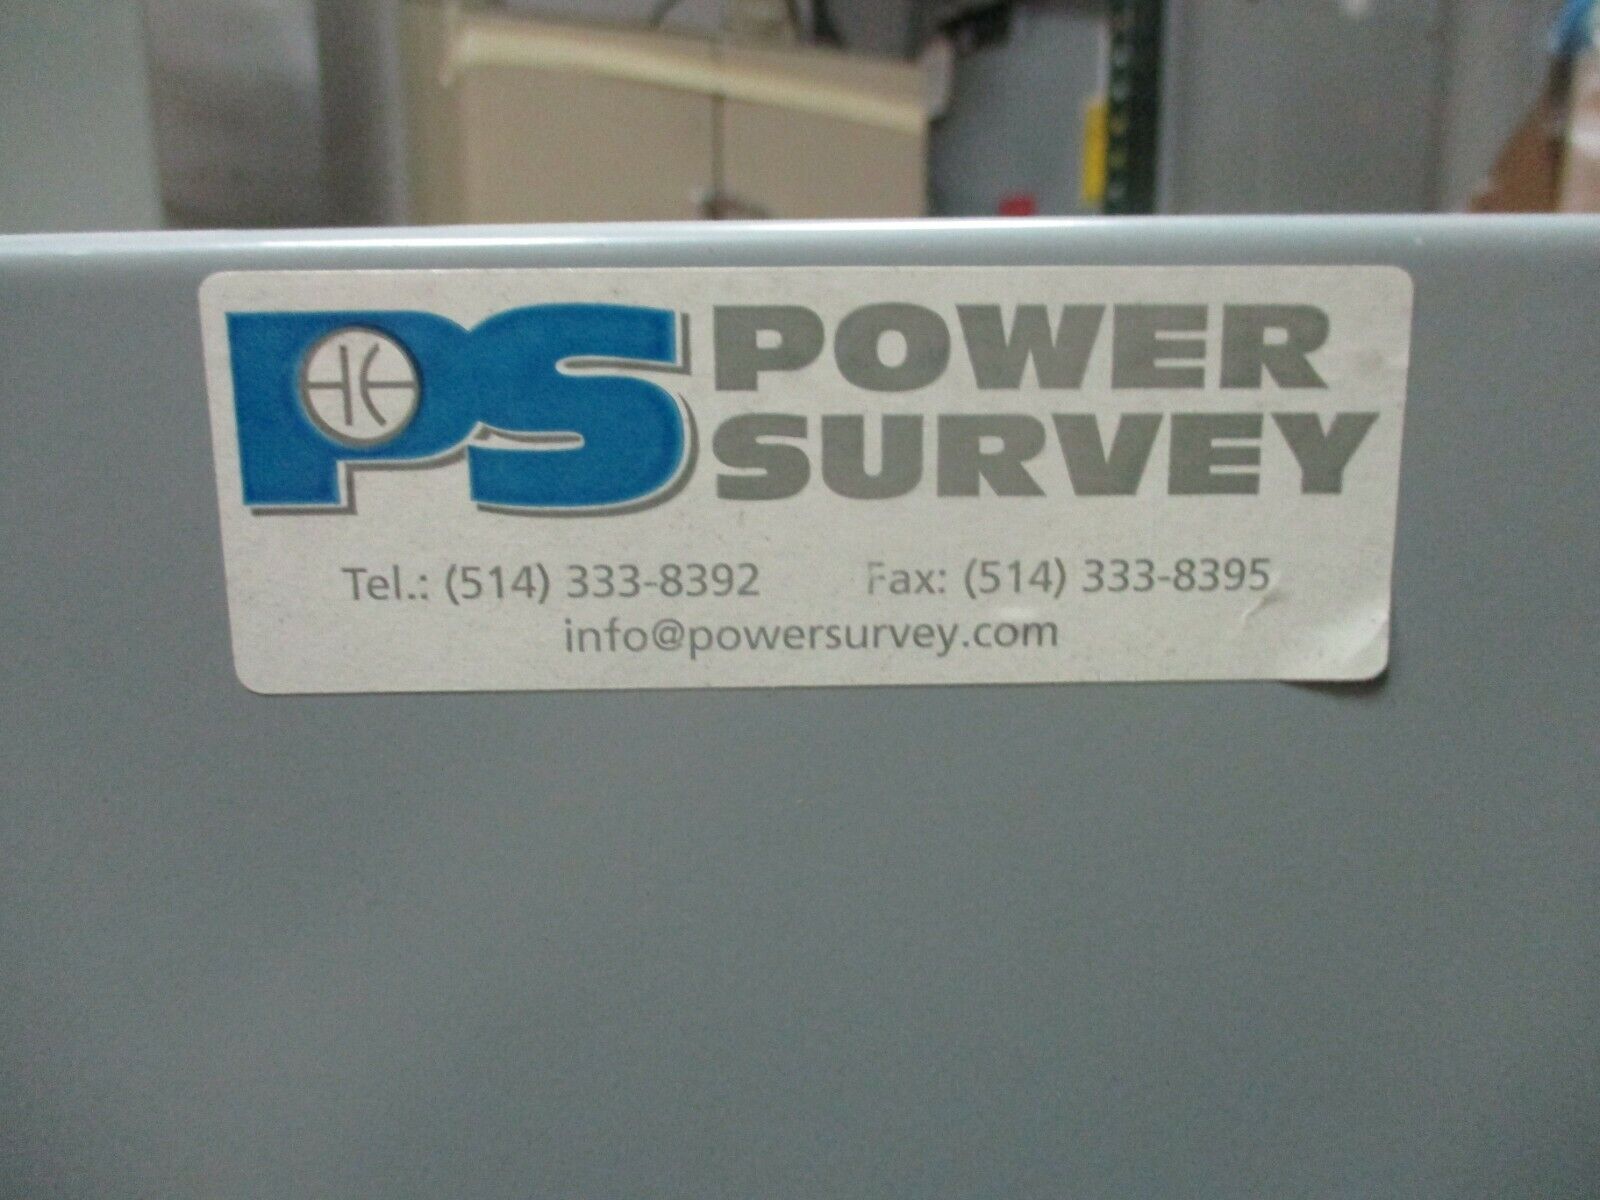 PS POWER
SURVEY
Tel.: (514) 333-8392 Fax: (514) 333-8395
info@powersurvey.com